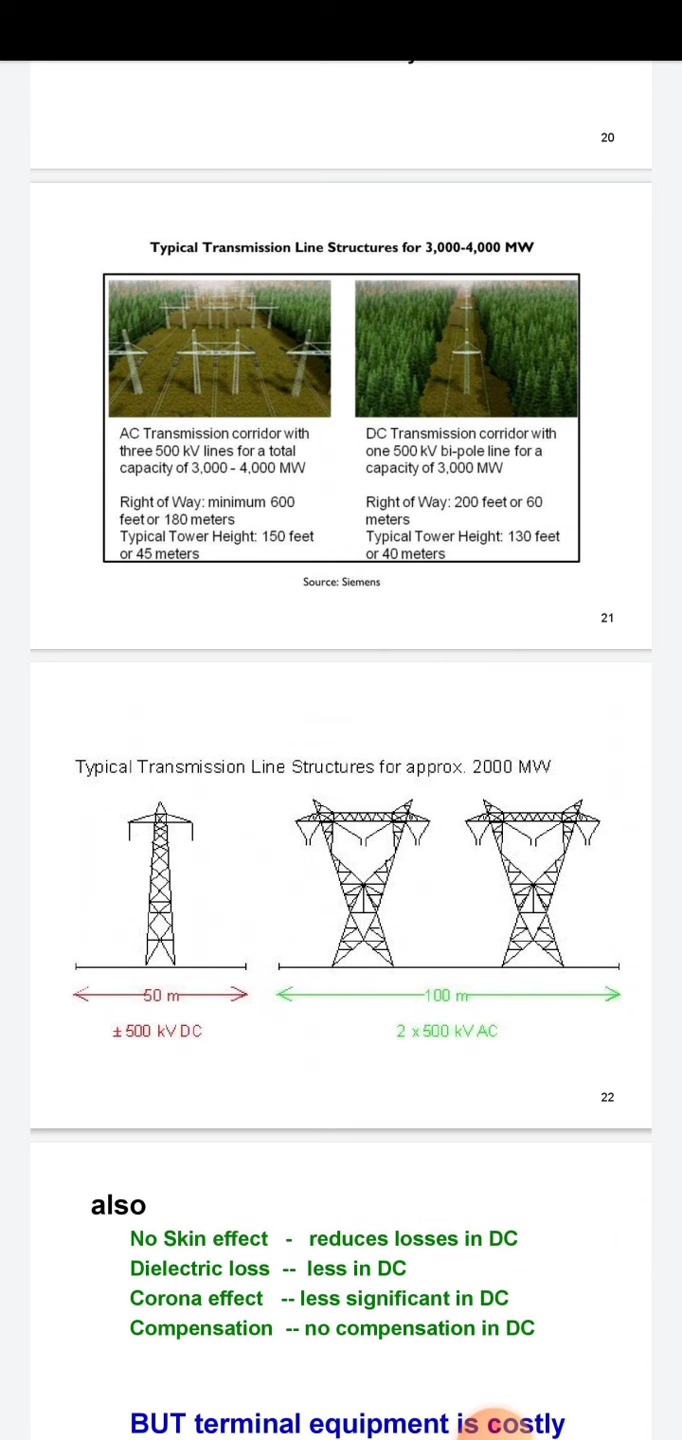 20
Typical Transmission Line Structures for 3,000-4,000 MW
AC Transmission corridor with
three 500 kV lines for a total
capacity of 3,000 - 4,000 MW
Right of Way: minimum 600
feet or 180 meters
Typical Tower Height: 150 feet
or 45 meters
DC Transmission corridor with
one 500 kV bi-pole line for a
capacity of 3,000 MW
Right of Way: 200 feet or 60
meters
Typical Tower Height: 130 feet
or 40 meters
Source: Siemens
21
Typical Transmission Line Structures for approx. 2000 MW
50 m
100 m
± 500 kV DC
2 x 500 kV AC
22
also
No Skin effect - reduces losses in DC
Dielectric loss -- less in DC
Corona effect -- less significant in DC
Compensation -- no compensation in DC
BUT terminal equipment is costly